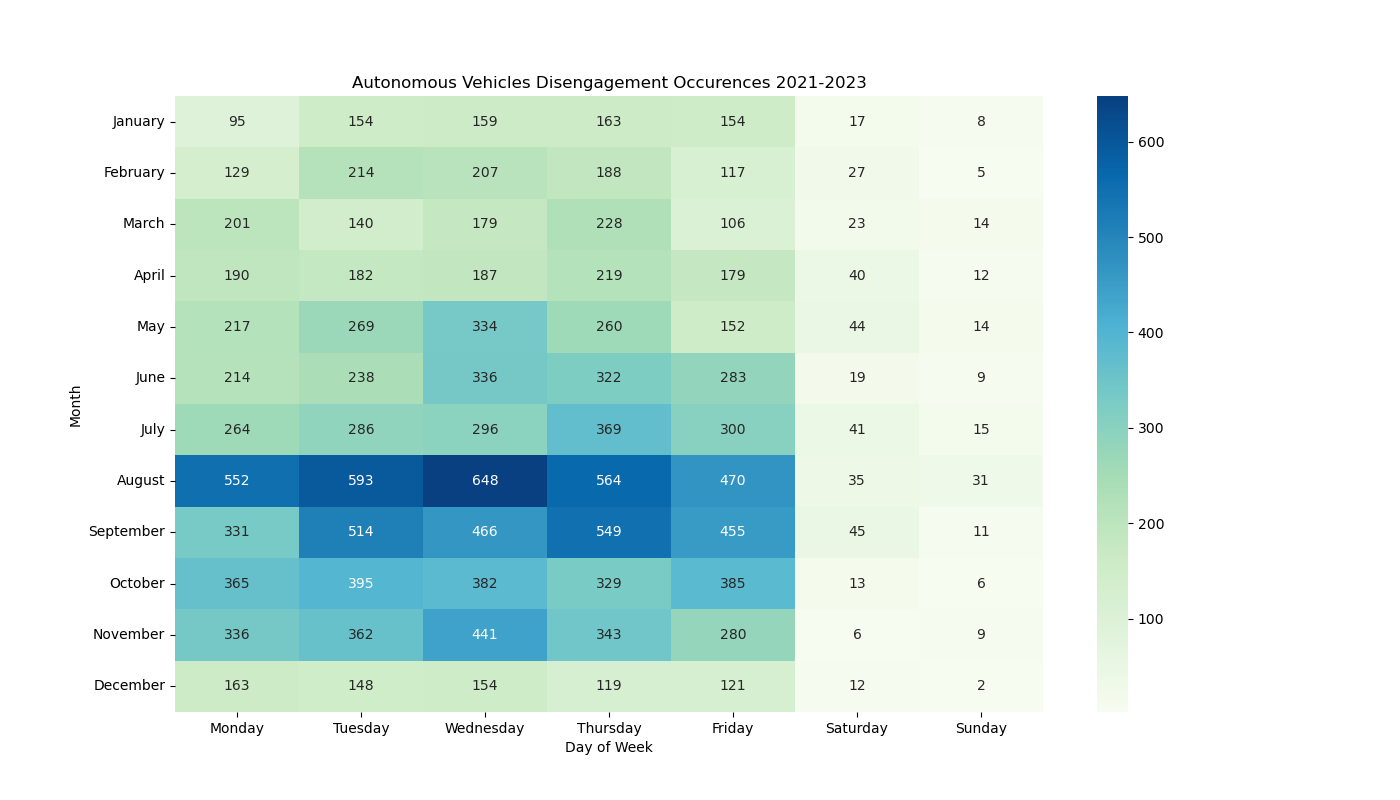 Autonomous Vehicles Disengagement Occurences 2021-2023
January 95 154 159 163 154 17 8
February 129 214 207 188 117 27 5
March 201 140 179 228 106 23 14
April 190 182 187 219 179 40 12
May 217 269 334 260 152 44 14
June 214 238 336 322 283 19 9
July 264 286 296 369 300 41 15
August 552 593 648 564 470 35 31
September 331 514 466 549 455 45 11
October 365 395 382 329 385 13 6
November 336 362 441 343 280 6 9
December 163 148 154 119 121 12 2
Monday Tuesday Wednesday Thursday Friday Saturday Sunday
Day of Week
Month
600
500
400
300
200
100